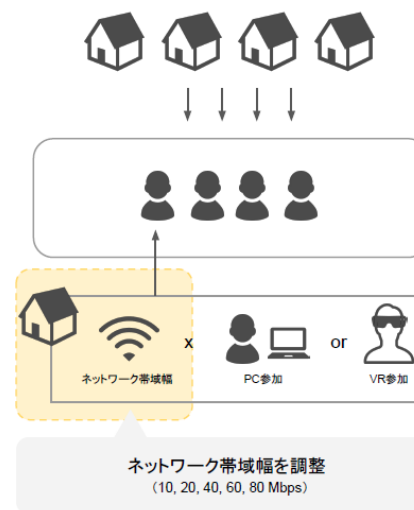 x
or
ネットワーク帯域幅
PC参加
VR参加
ネットワーク帯域幅を調整
(10, 20, 40, 60, 80 Mbps)